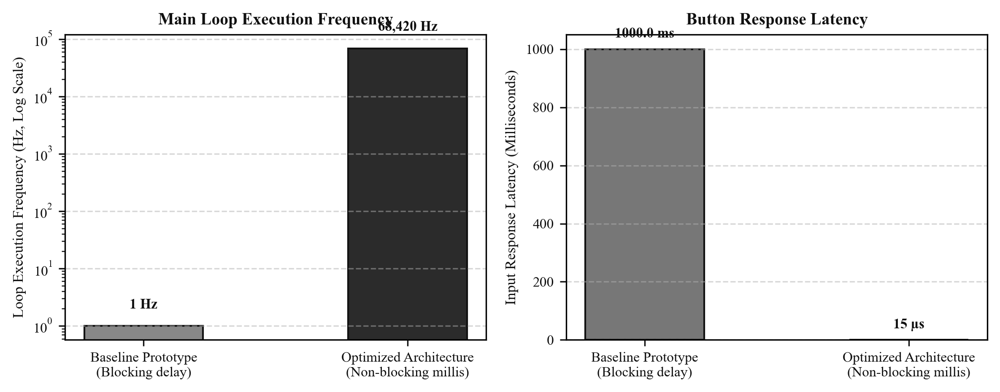 Main Loop Execution Frequency
68,420 Hz
Loop Execution Frequency (Hz, Log Scale)
10^5
10^4
10^3
10^2
10^1
10^0
1 Hz
Baseline Prototype
(Blocking delay)
Optimized Architecture
(Non-blocking millis)
Button Response Latency
1000.0 ms
Input Response Latency (Milliseconds)
1000
800
600
400
200
0
15 µs
Baseline Prototype
(Blocking delay)
Optimized Architecture
(Non-blocking millis)